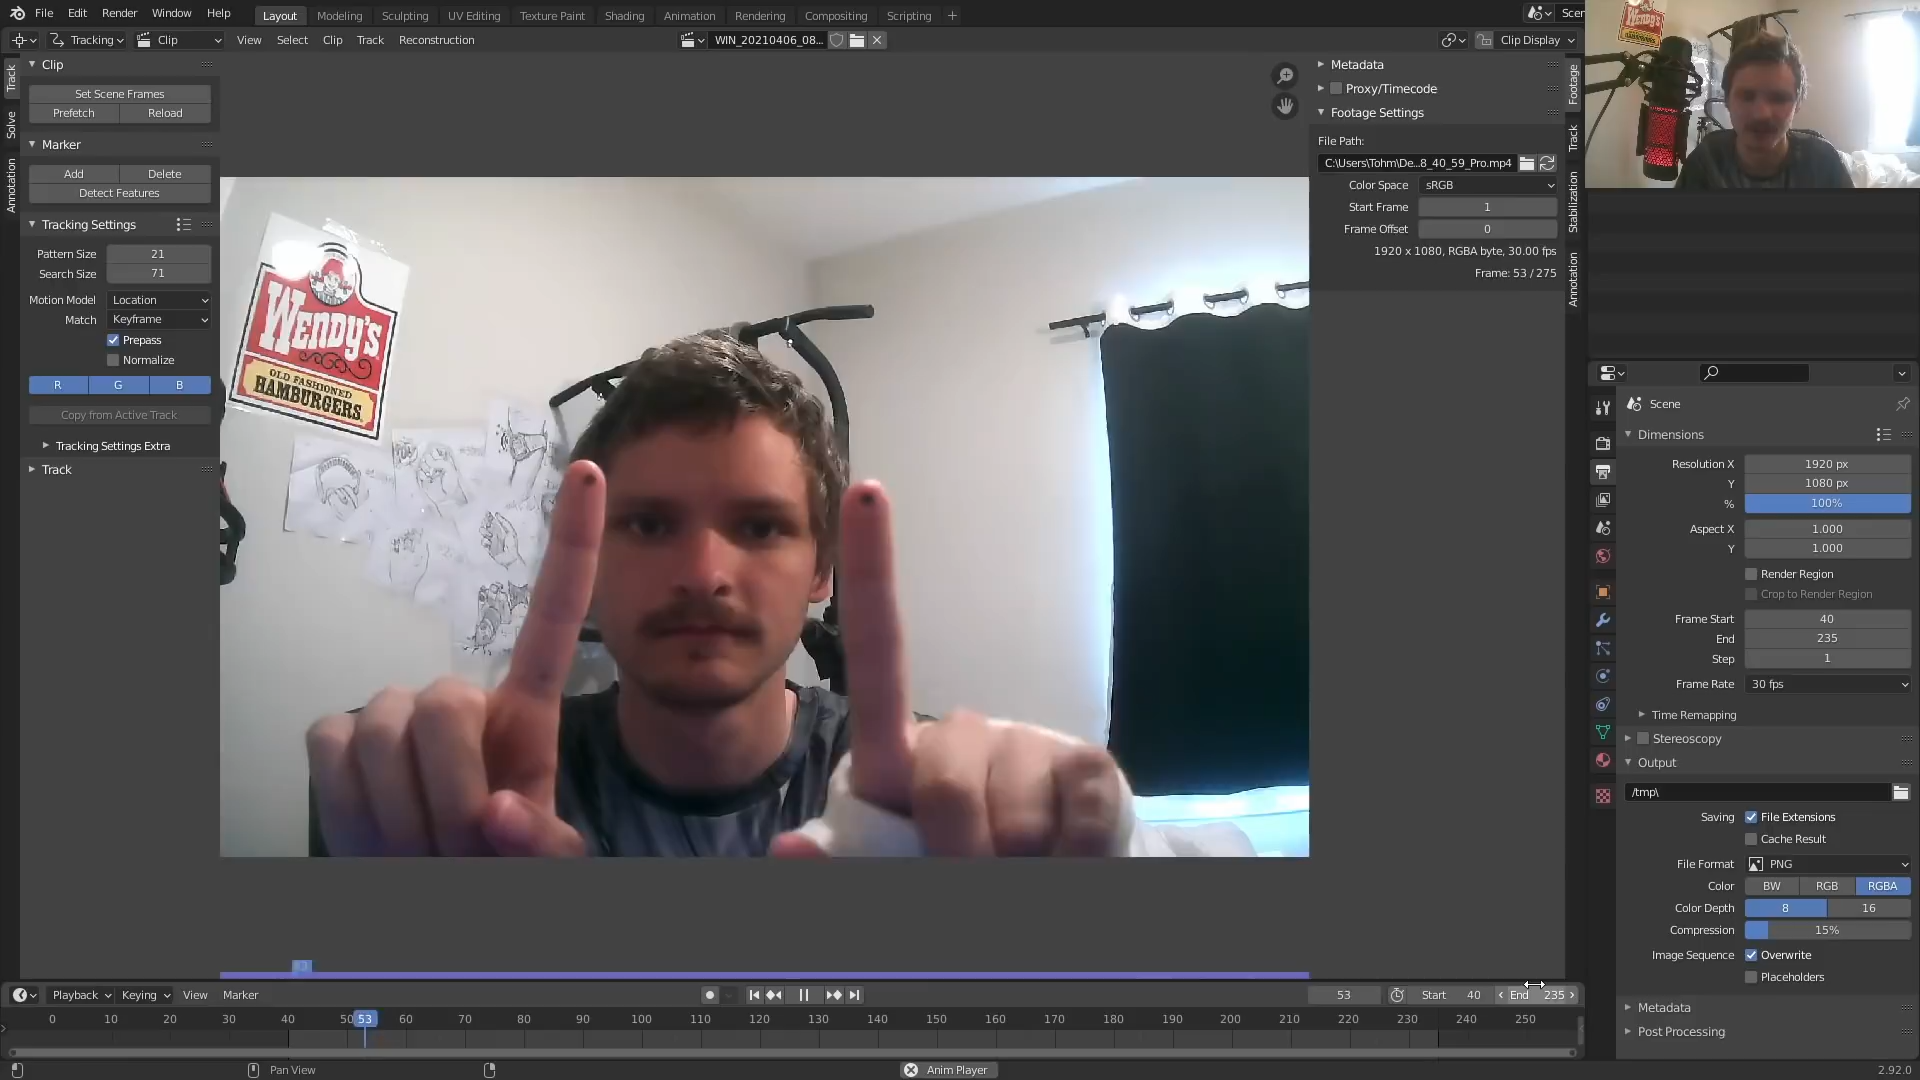 File Edit Render Window Help Layout Modeling Sculpting UV Editing Texture Paint Shading Animation Rendering Compositing Scripting + Scer
Tracking Clip View Select Clip Track Reconstruction WIN_20210406_08... Clip Display
Clip
Set Scene Frames
Prefetch Reload
Marker
Add Delete
Detect Features
Tracking Settings
Pattern Size 21
Search Size 71
Motion Model Location
Match Keyframe
Prepass
Normalize
R G B
Copy from Active Track
Tracking Settings Extra
Track
Track
Solve
Annotation
WENDY'S
OLD FASHIONED
HAMBURGERS
Metadata
Proxy/Timecode
Footage Settings
File Path:
C:\Users\Tohm\De...8_40_59_Pro.mp4
Color Space sRGB
Start Frame 1
Frame Offset 0
1920 x 1080, RGBA byte, 30.00 fps
Frame: 53 / 275
Footage
Track
Stabilization
Annotation
Scene
Dimensions
Resolution X 1920 px
Y 1080 px
% 100%
Aspect X 1.000
Y 1.000
Render Region
Crop to Render Region
Frame Start 40
End 235
Step 1
Frame Rate 30 fps
Time Remapping
Stereoscopy
Output
/tmp\
Saving File Extensions
Cache Result
File Format PNG
Color BW RGB RGBA
Color Depth 8 16
Compression 15%
Image Sequence Overwrite
Placeholders
Metadata
Post Processing
Playback Keying View Marker 53 Start 40 End 235
0 10 20 30 40 50 53 60 70 80 90 100 110 120 130 140 150 160 170 180 190 200 210 220 230 240 250
Pan View Anim Player 2.92.0